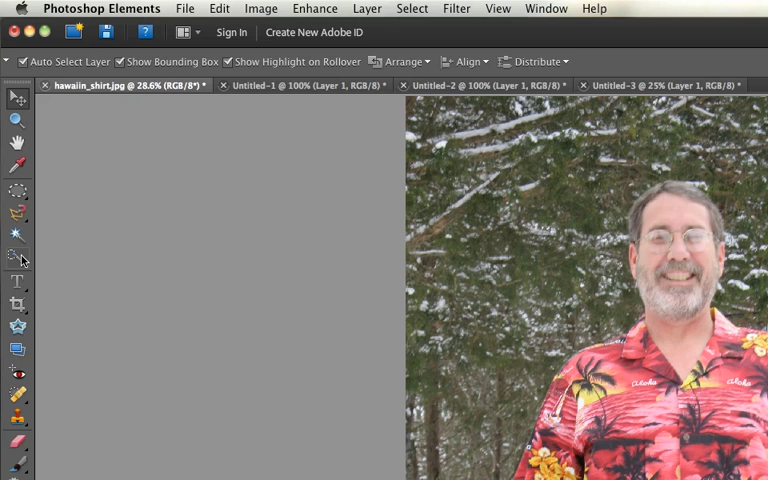 Photoshop Elements File Edit Image Enhance Layer Select Filter View Window Help
Sign In Create New Adobe ID
Auto Select Layer Show Bounding Box Show Highlight on Rollover Arrange Align Distribute
hawaiin_shirt.jpg @ 28.6% (RGB/8*) * Untitled-1 @ 100% (Layer 1, RGB/8) * Untitled-2 @ 100% (Layer 1, RGB/8) * Untitled-3 @ 25% (Layer 1, RGB/8) *
T
Aloha Aloha